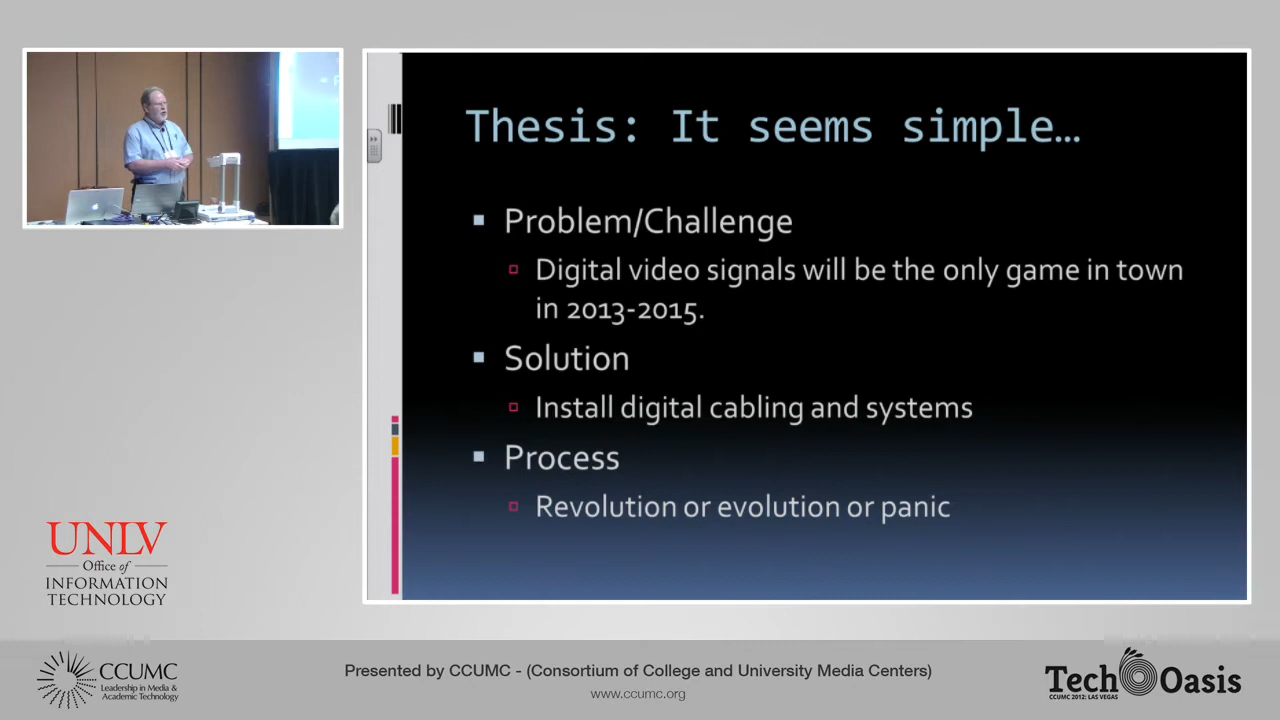 Thesis: It seems simple…
Problem/Challenge
Digital video signals will be the only game in town
in 2013-2015.
Solution
Install digital cabling and systems
Process
Revolution or evolution or panic
UNLV
Office of
INFORMATION
TECHNOLOGY
CCUMC
Leadership in Media &
Academic Technology
Presented by CCUMC - (Consortium of College and University Media Centers)
www.ccumc.org
Tech Oasis
CCUMC 2012: LAS VEGAS